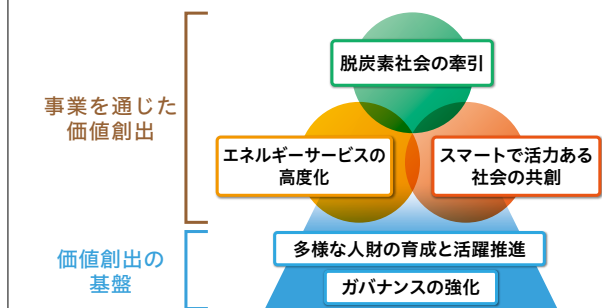 脱炭素社会の牽引
事業を通じた
価値創出
エネルギーサービスの
高度化
スマートで活力ある
社会の共創
価値創出の
基盤
多様な人財の育成と活躍推進
ガバナンスの強化